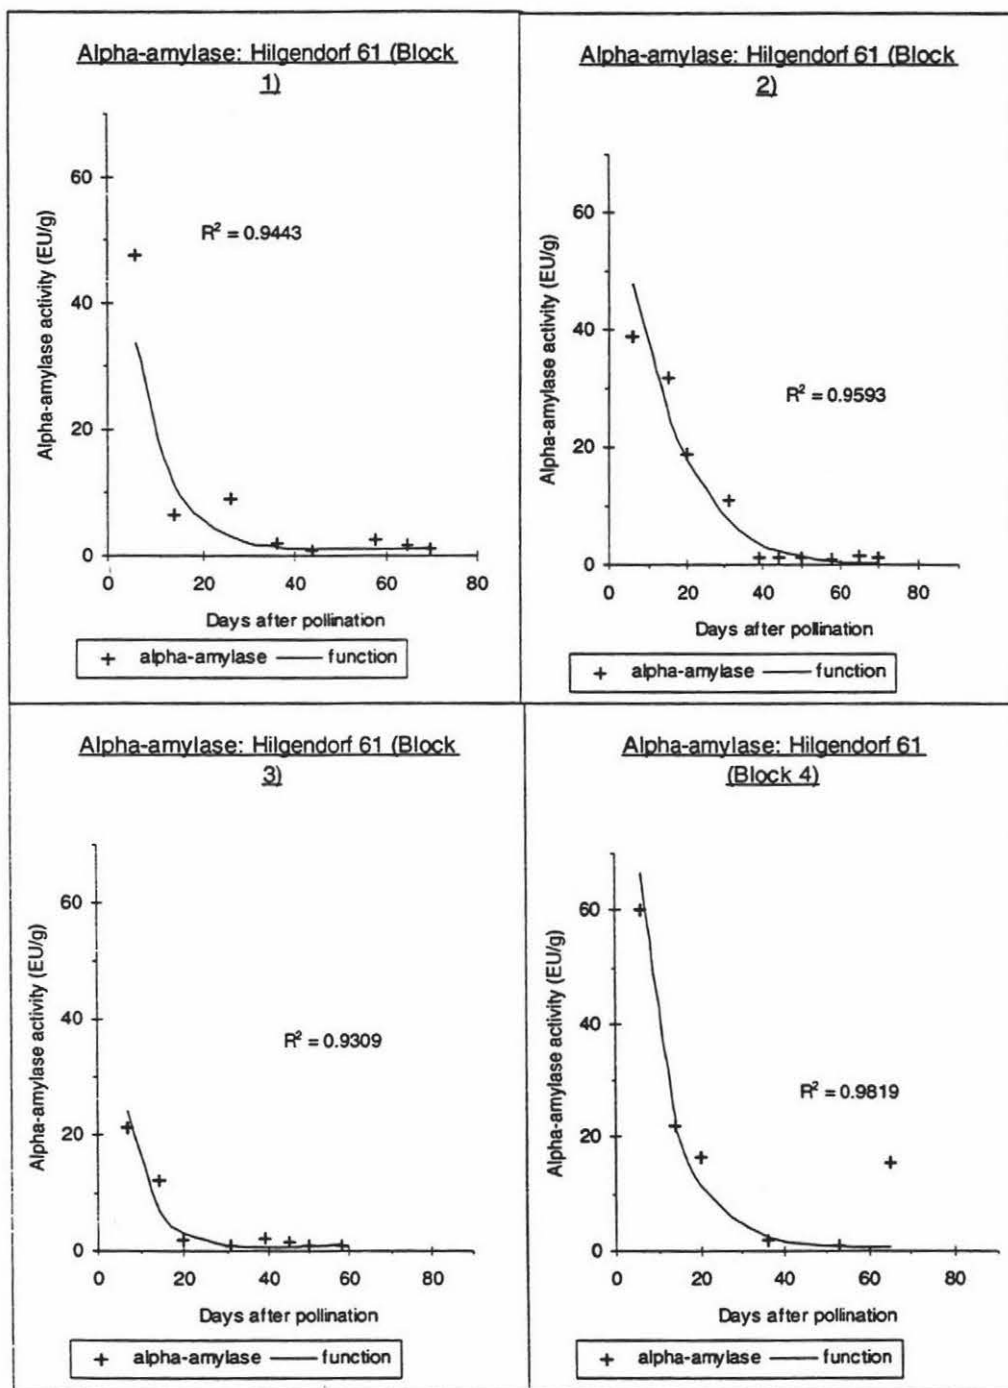 Alpha-amylase: Hilgendorf 61 (Block
1)
60
40
20
0
Alpha-amylase activity (EU/g)
R² = 0.9443
0 20 40 60 80
Days after pollination
+ alpha-amylase — function
Alpha-amylase: Hilgendorf 61 (Block
2)
60
40
20
0
Alpha-amylase activity (EU/g)
R² = 0.9593
0 20 40 60 80
Days after pollination
+ alpha-amylase — function
Alpha-amylase: Hilgendorf 61 (Block
3)
60
40
20
0
Alpha-amylase activity (EU/g)
R² = 0.9309
0 20 40 60 80
Days after pollination
+ alpha-amylase — function
Alpha-amylase: Hilgendorf 61
(Block 4)
60
40
20
0
Alpha-amylase activity (EU/g)
R² = 0.9819
0 20 40 60 80
Days after pollination
+ alpha-amylase — function